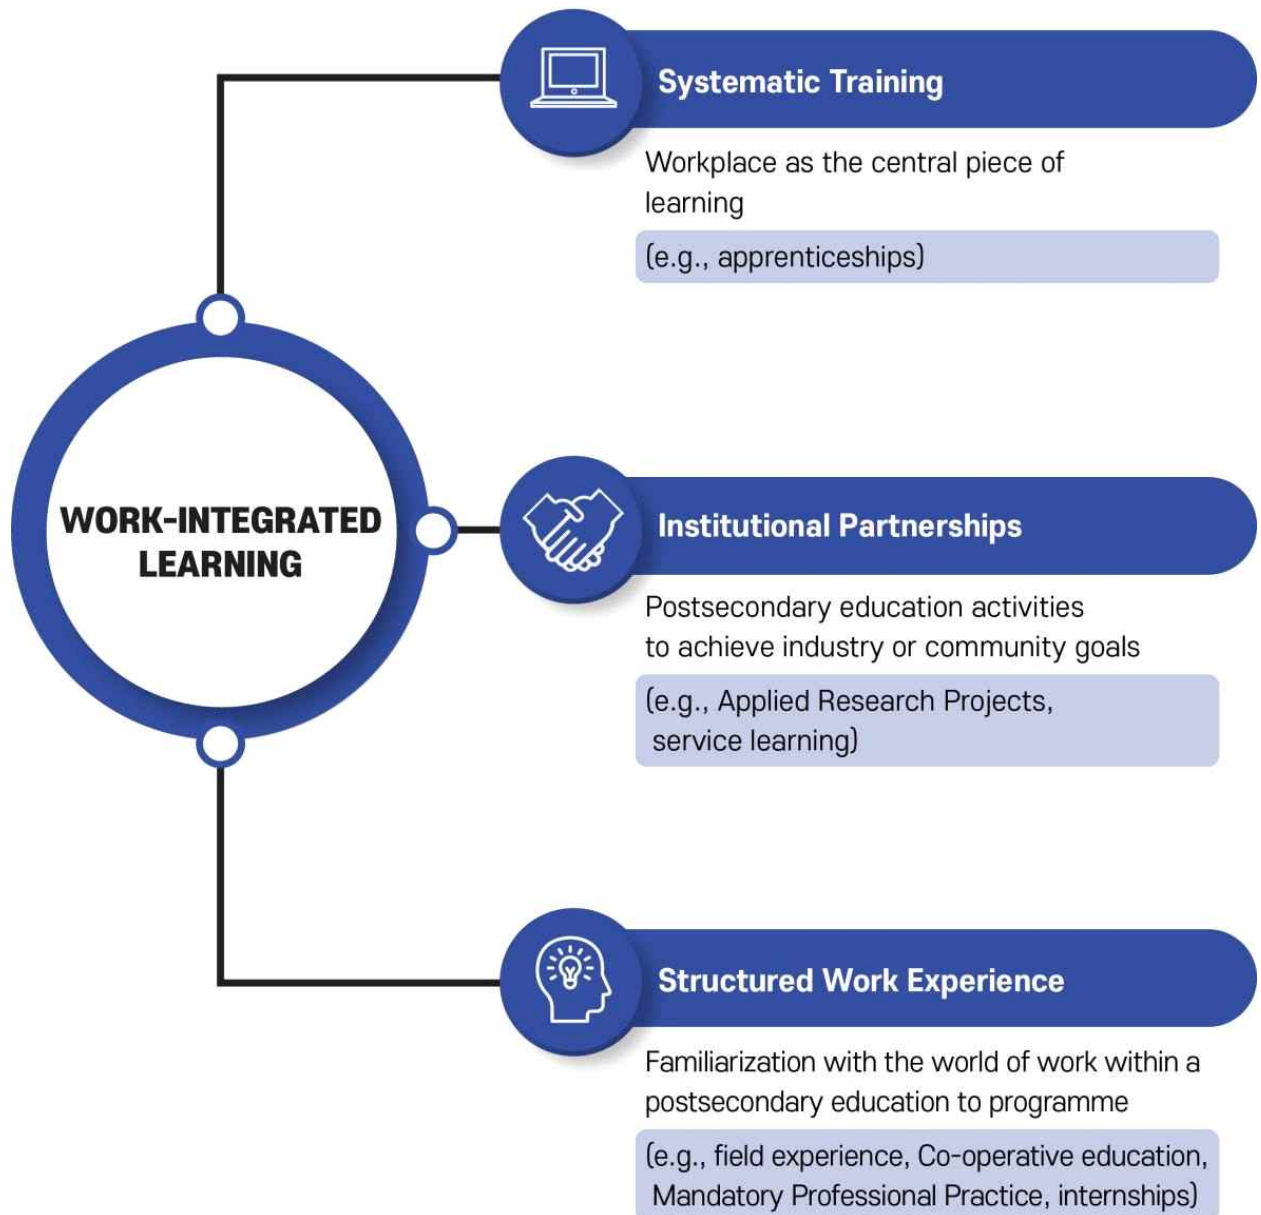 Systematic Training
Workplace as the central piece of
learning
(e.g., apprenticeships)
WORK-INTEGRATED
LEARNING
Institutional Partnerships
Postsecondary education activities
to achieve industry or community goals
(e.g., Applied Research Projects,
service learning)
Structured Work Experience
Familiarization with the world of work within a
postsecondary education to programme
(e.g., field experience, Co-operative education,
Mandatory Professional Practice, internships)